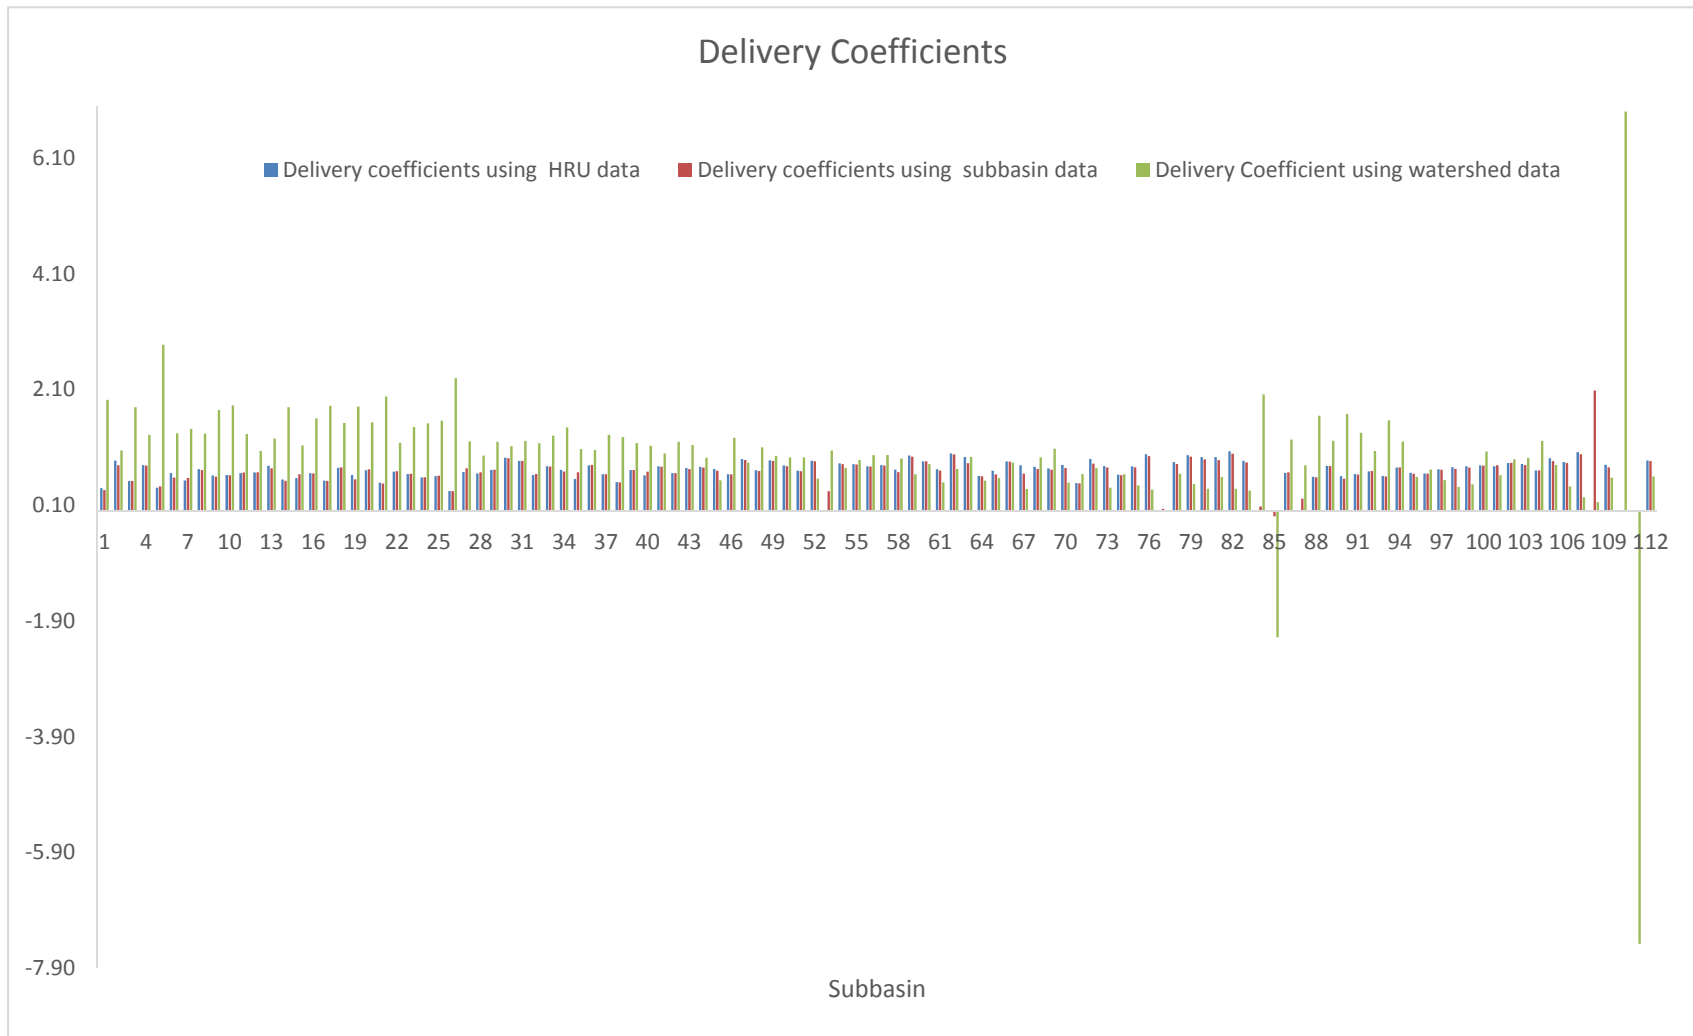 Delivery Coefficients
Delivery coefficients using HRU data
Delivery coefficients using subbasin data
Delivery Coefficient using watershed data
6.10
4.10
2.10
0.10
-1.90
-3.90
-5.90
-7.90
1 4 7 10 13 16 19 22 25 28 31 34 37 40 43 46 49 52 55 58 61 64 67 70 73 76 79 82 85 88 91 94 97 100 103 106 109 112
Subbasin